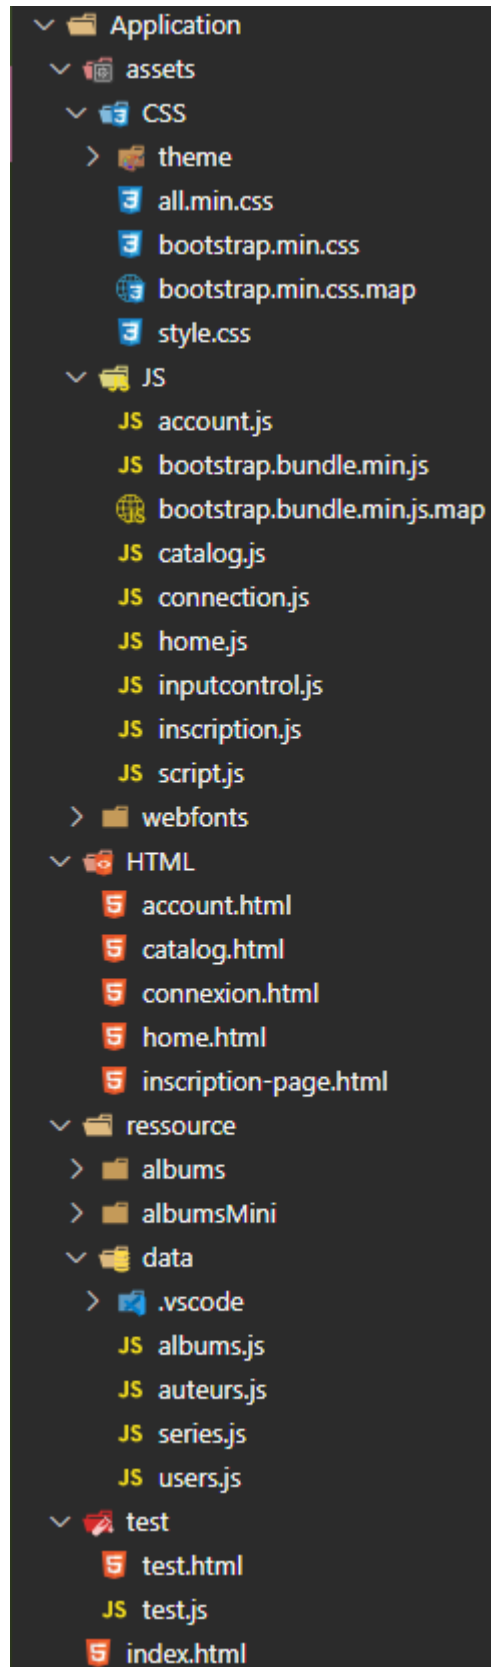 Application
assets
CSS
theme
all.min.css
bootstrap.min.css
bootstrap.min.css.map
style.css
JS
JS account.js
JS bootstrap.bundle.min.js
bootstrap.bundle.min.js.map
JS catalog.js
JS connection.js
JS home.js
JS inputcontrol.js
JS inscription.js
JS script.js
webfonts
HTML
account.html
catalog.html
connexion.html
home.html
inscription-page.html
ressource
albums
albumsMini
data
.vscode
JS albums.js
JS auteurs.js
JS series.js
JS users.js
test
test.html
JS test.js
index.html